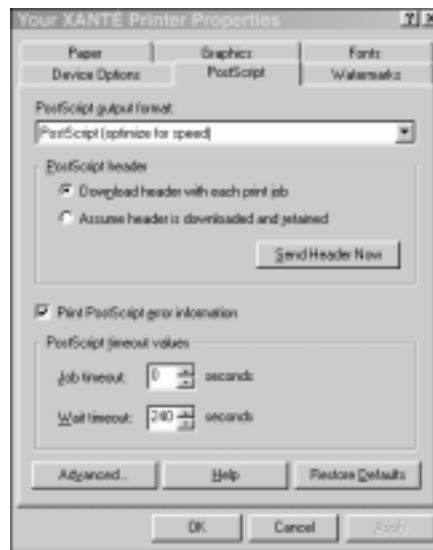 Your XANTÉ Printer Properties
Paper Graphics Fonts
Device Options PostScript Watermarks
PostScript output format:
PostScript (optimize for speed)
PostScript header
Download header with each print job
Assume header is downloaded and retained
Send Header Now
Print PostScript error information
PostScript timeout values
Job timeout: 0 seconds
Wait timeout: 240 seconds
Advanced... Help Restore Defaults
OK Cancel Apply